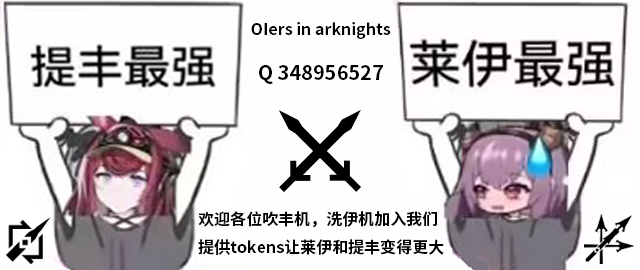 提丰最强
OIers in arknights
Q 348956527
莱伊最强
欢迎各位吹丰机，洗伊机加入我们
提供tokens让莱伊和提丰变得更大